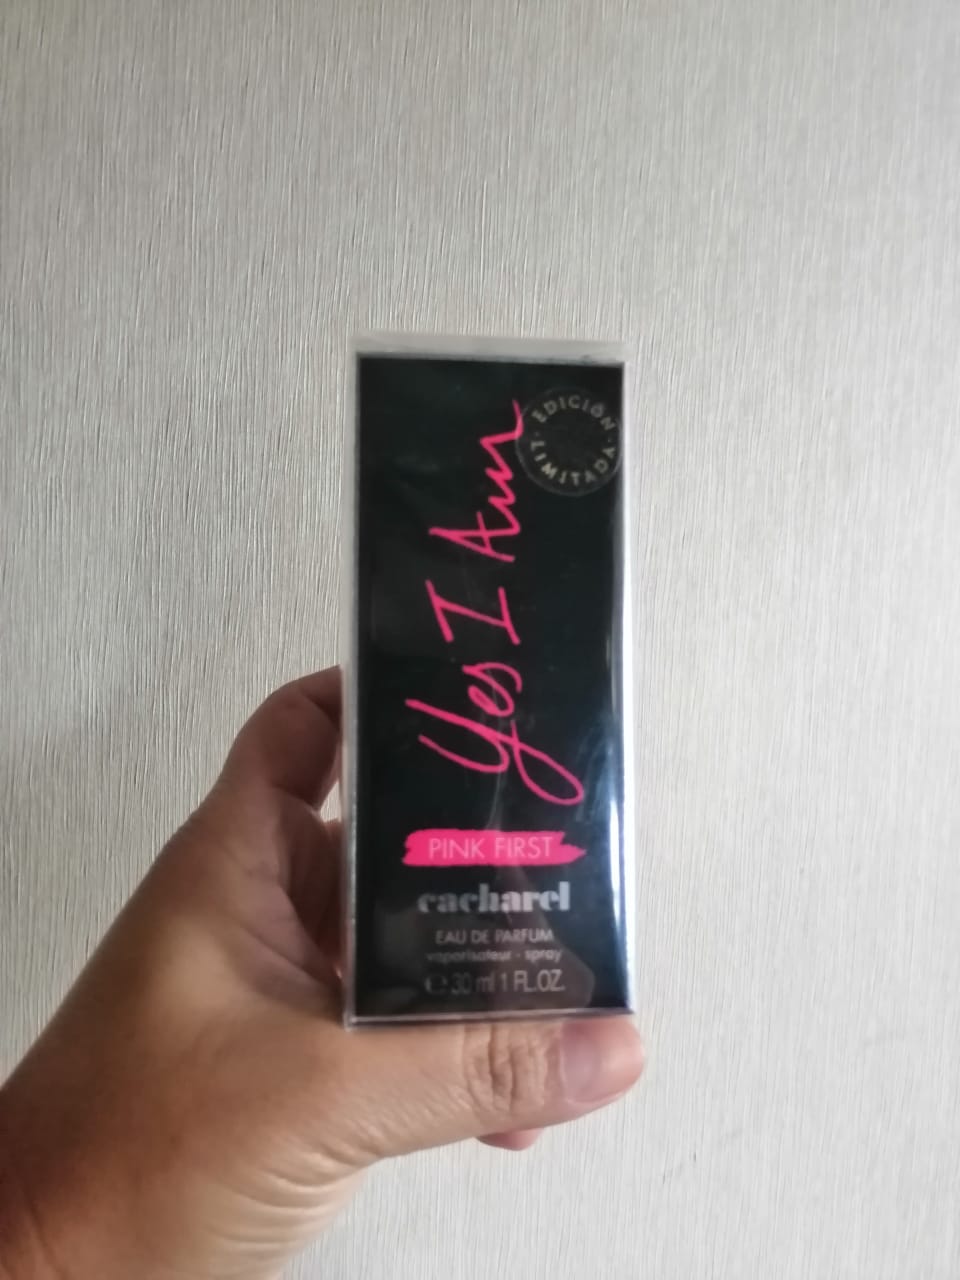 EDICIÓN
LIMITADA
Yes I Am
PINK FIRST
cacharel
EAU DE PARFUM
vaporisateur - spray
℮ 30 ml 1 FL.OZ.